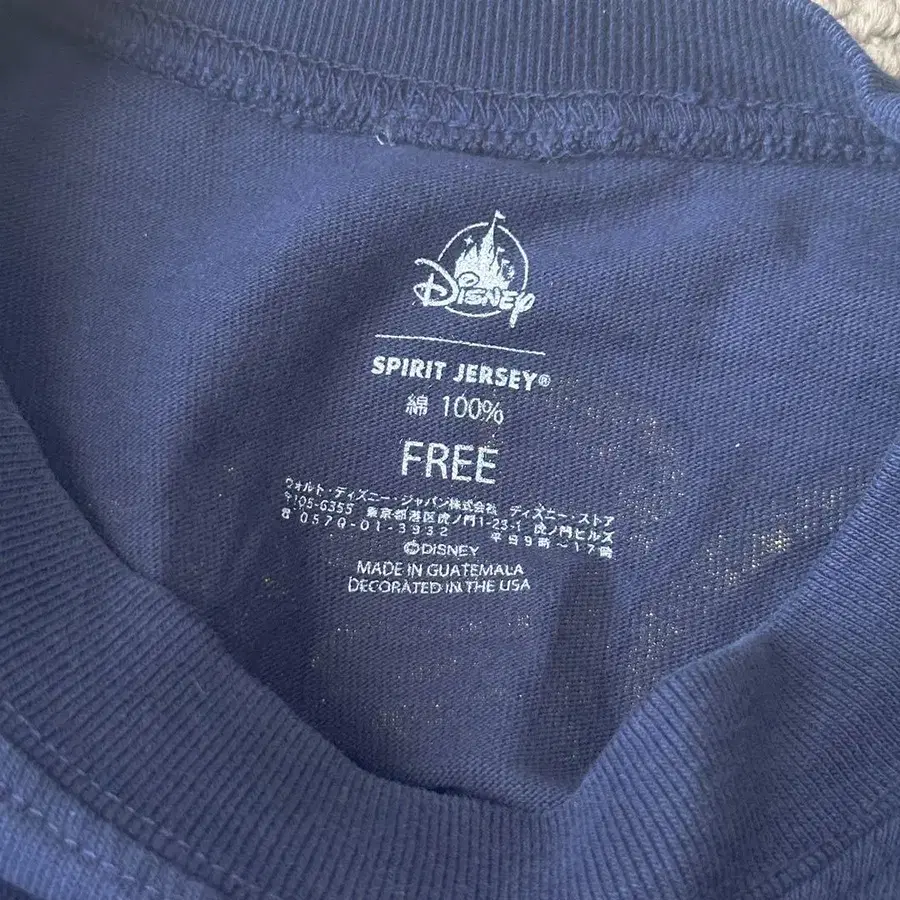 Disney
SPIRIT JERSEY®
綿 100%
FREE
ウォルト・ディズニー・ジャパン株式会社 ディズニー・ストア
〒105-6355 東京都港区虎ノ門1-23-1 虎ノ門ヒルズ
☎0570-01-3932 平日9時〜17時
©DISNEY
MADE IN GUATEMALA
DECORATED IN THE USA